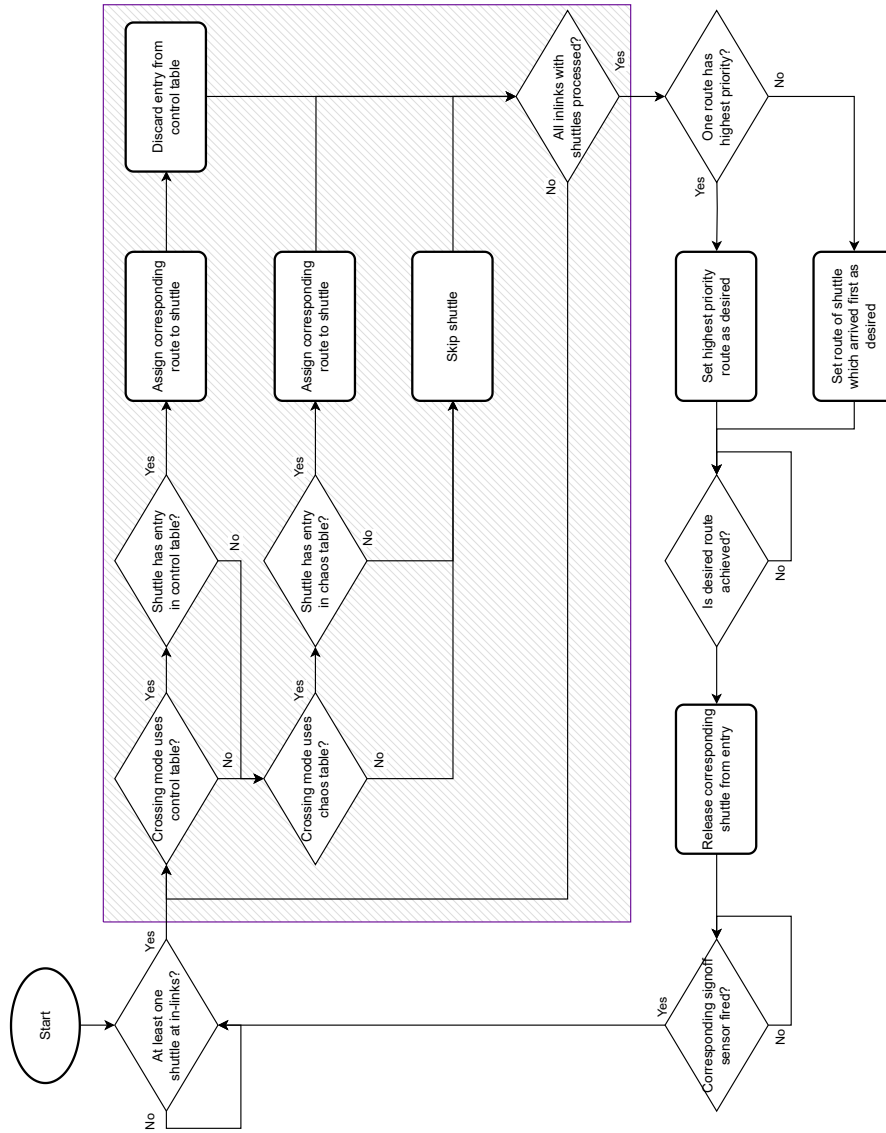 Start
At least one
shuttle at in-links?
No
Yes
Crossing mode uses
control table?
Yes
No
Shuttle has entry
in control table?
Yes
No
Assign corresponding
route to shuttle
Discard entry from
control table
Crossing mode uses
chaos table?
Yes
No
Shuttle has entry
in chaos table?
Yes
No
Assign corresponding
route to shuttle
Skip shuttle
All inlinks with
shuttles processed?
No
Yes
One route has
highest priority?
Yes
No
Set highest priority
route as desired
Set route of shuttle
which arrived first as
desired
Is desired route
achieved?
No
Release corresponding
shuttle from entry
Corresponding signoff
sensor fired?
Yes
No